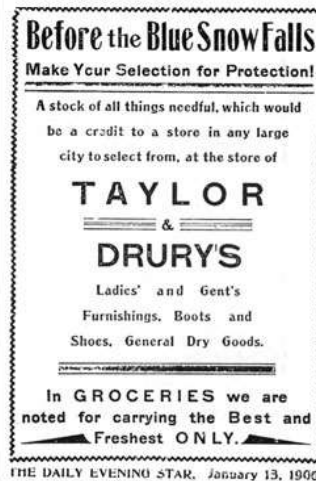 Before the Blue Snow Falls
Make Your Selection for Protection!
A stock of all things needful, which would
be a credit to a store in any large
city to select from, at the store of
TAYLOR
&
DRURY'S
Ladies' and Gent's
Furnishings, Boots and
Shoes, General Dry Goods.
In GROCERIES we are
noted for carrying the Best and
Freshest ONLY.
THE DAILY EVENING STAR, January 13,